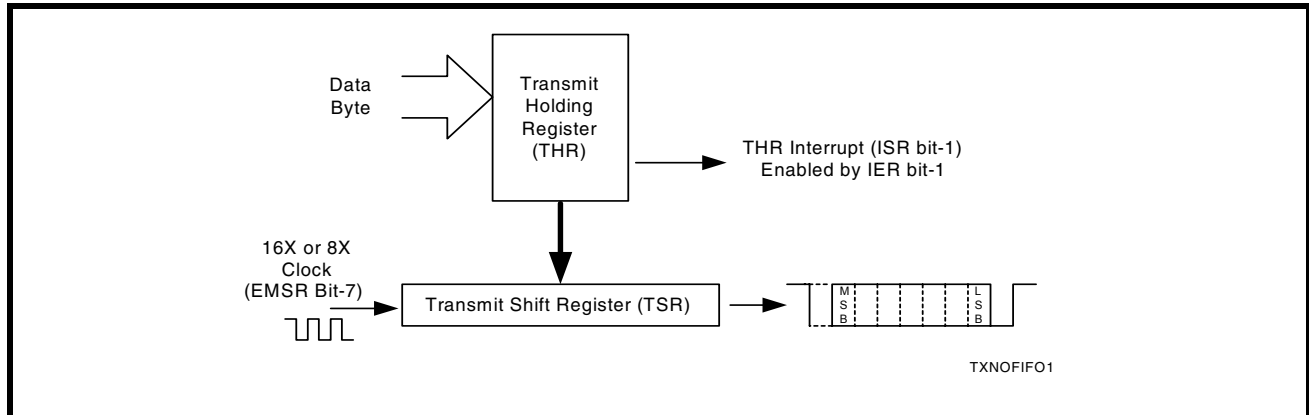 Data
Byte
Transmit
Holding
Register
(THR)
THR Interrupt (ISR bit-1)
Enabled by IER bit-1
16X or 8X
Clock
(EMSR Bit-7)
Transmit Shift Register (TSR)
M
S
B
L
S
B
TXNOFIFO1